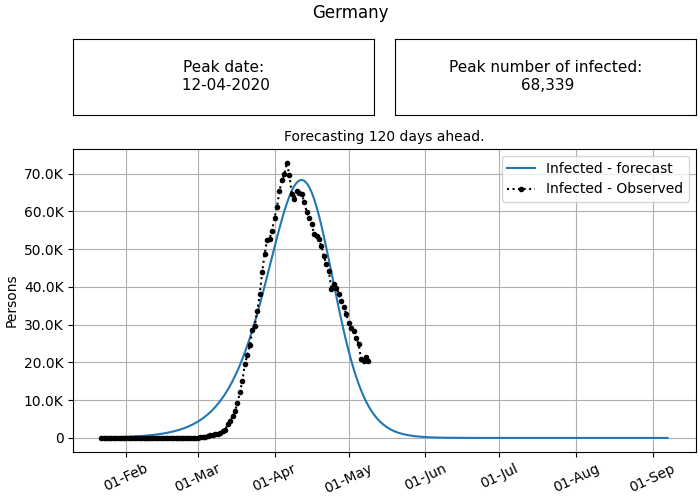 Germany
Peak date:
12-04-2020
Peak number of infected:
68,339
Forecasting 120 days ahead.
Infected - forecast
Infected - Observed
70.0K
60.0K
50.0K
40.0K
30.0K
20.0K
10.0K
0
Persons
01-Feb
01-Mar
01-Apr
01-May
01-Jun
01-Jul
01-Aug
01-Sep